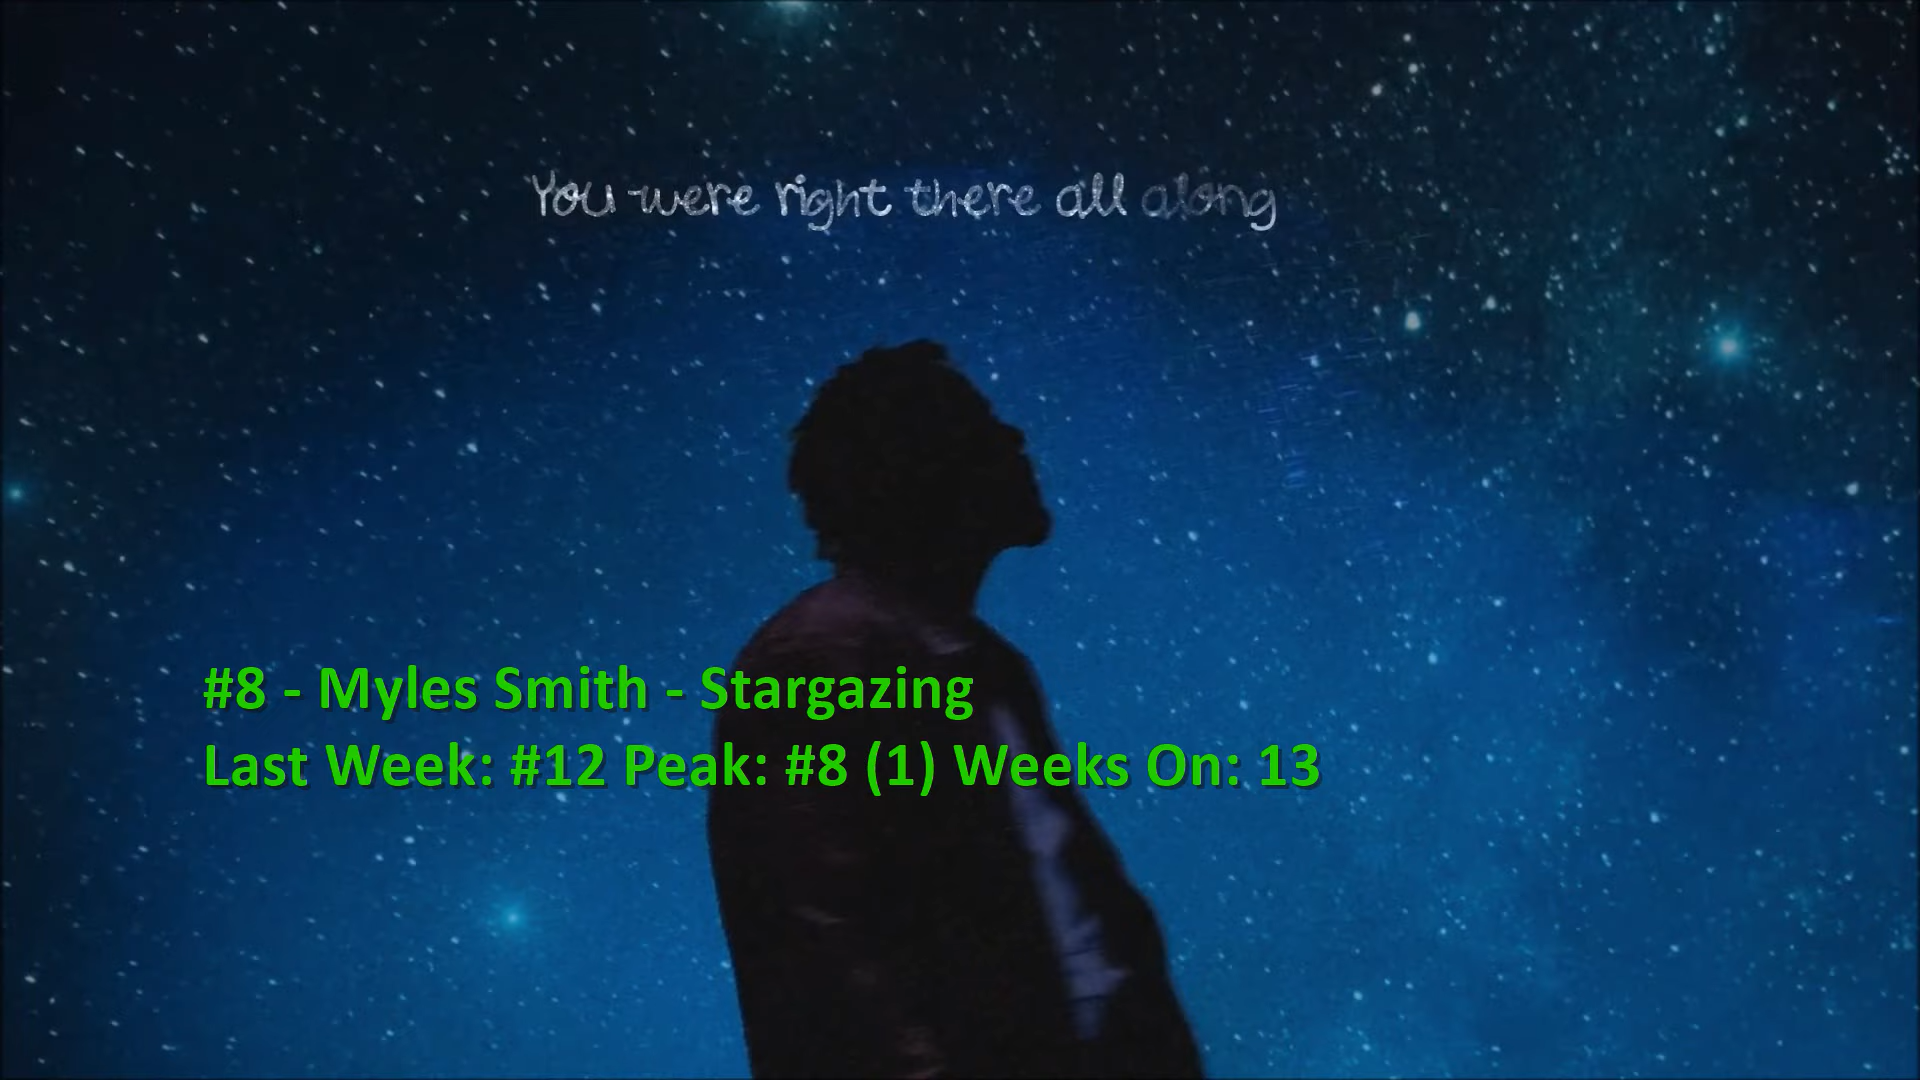 You were right there all along
#8 - Myles Smith - Stargazing
Last Week: #12 Peak: #8 (1) Weeks On: 13